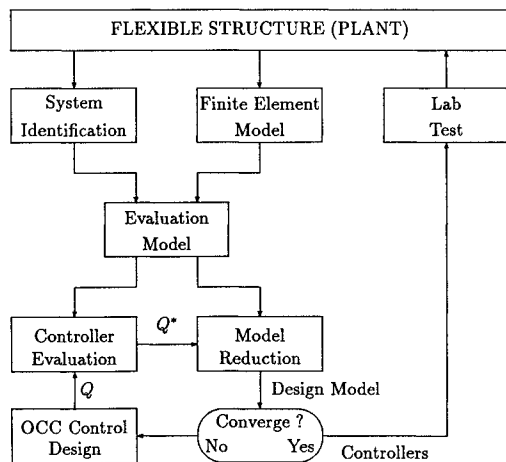 FLEXIBLE STRUCTURE (PLANT)
System
Identification
Finite Element
Model
Lab
Test
Evaluation
Model
Controller
Evaluation
Q*
Model
Reduction
Q
Design Model
OCC Control
Design
Converge ?
No Yes
Controllers